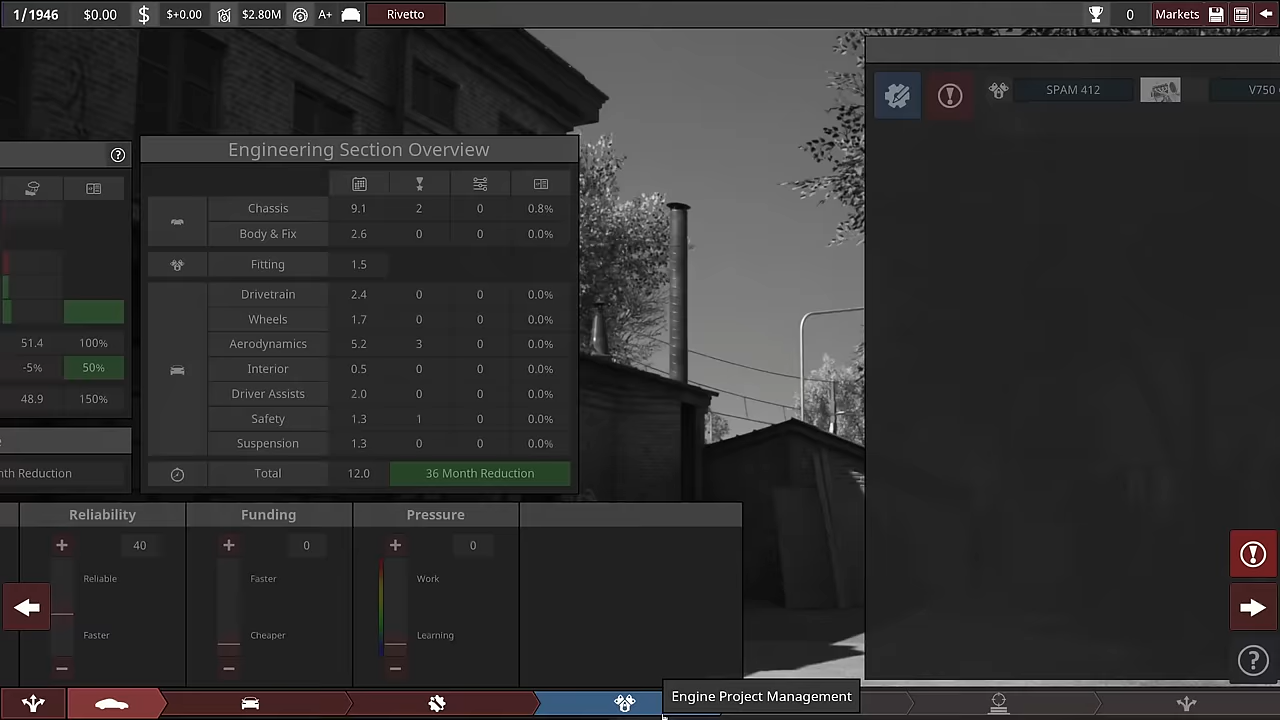 1/1946 $0.00 $ $+0.00 $2.80M A+ Rivetto 0 Markets
SPAM 412 V750
Engineering Section Overview
Chassis 9.1 2 0 0.8%
Body & Fix 2.6 0 0 0.0%
Fitting 1.5
Drivetrain 2.4 0 0 0.0%
Wheels 1.7 0 0 0.0%
Aerodynamics 5.2 3 0 0.0%
Interior 0.5 0 0 0.0%
Driver Assists 2.0 0 0 0.0%
Safety 1.3 1 0 0.0%
Suspension 1.3 0 0 0.0%
Total 12.0 36 Month Reduction
51.4 100%
-5% 50%
48.9 150%
nth Reduction
Reliability Funding Pressure
+ 40 + 0 + 0
Reliable Faster Work
Faster Cheaper Learning
Engine Project Management